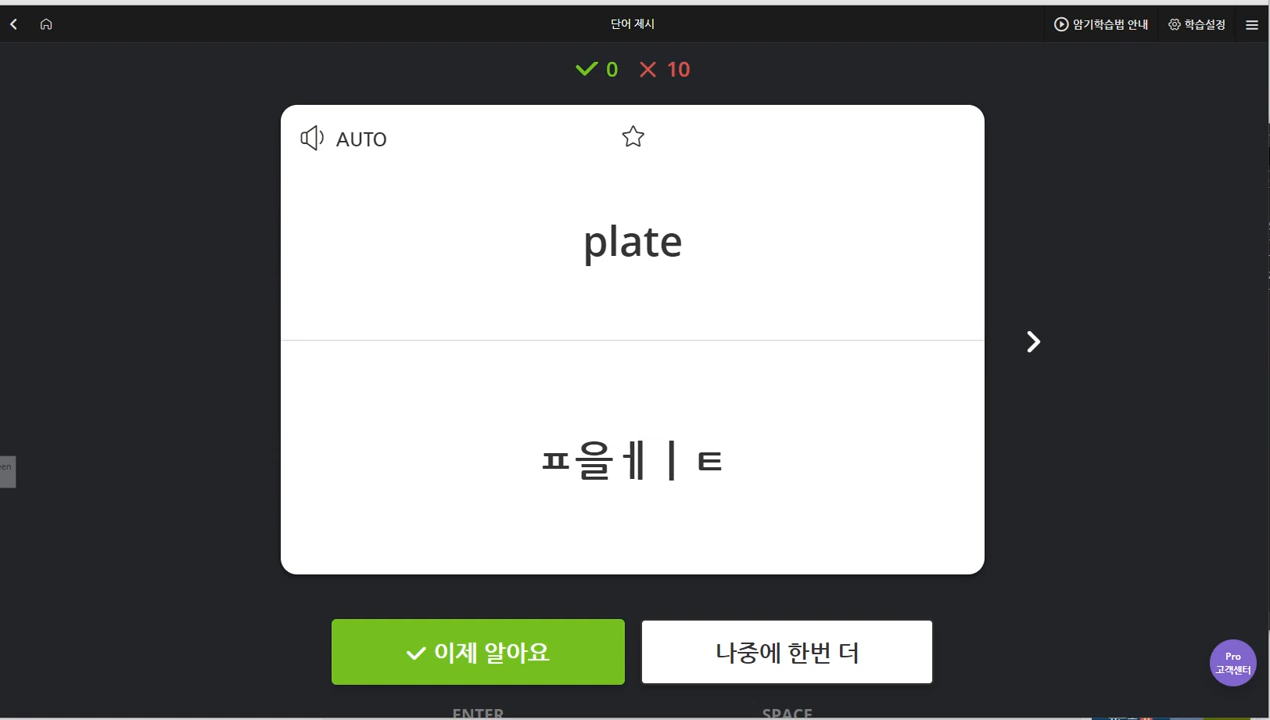 단어 제시
암기학습법 안내
학습설정
0
10
AUTO
plate
ㅍ을ㅔㅣㅌ
een
이제 알아요
나중에 한번 더
Pro
고객센터
ENTER
SPACE